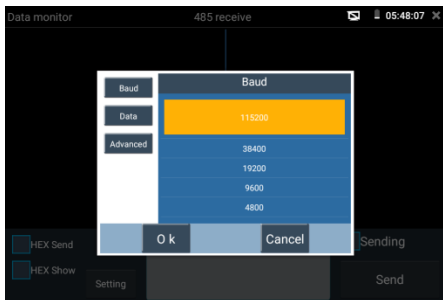 Data monitor 485 receive 05:48:07
Baud
Baud
Data
Advanced
115200
38400
19200
9600
4800
O k Cancel
HEX Send
Sending
HEX Show
Setting
Send